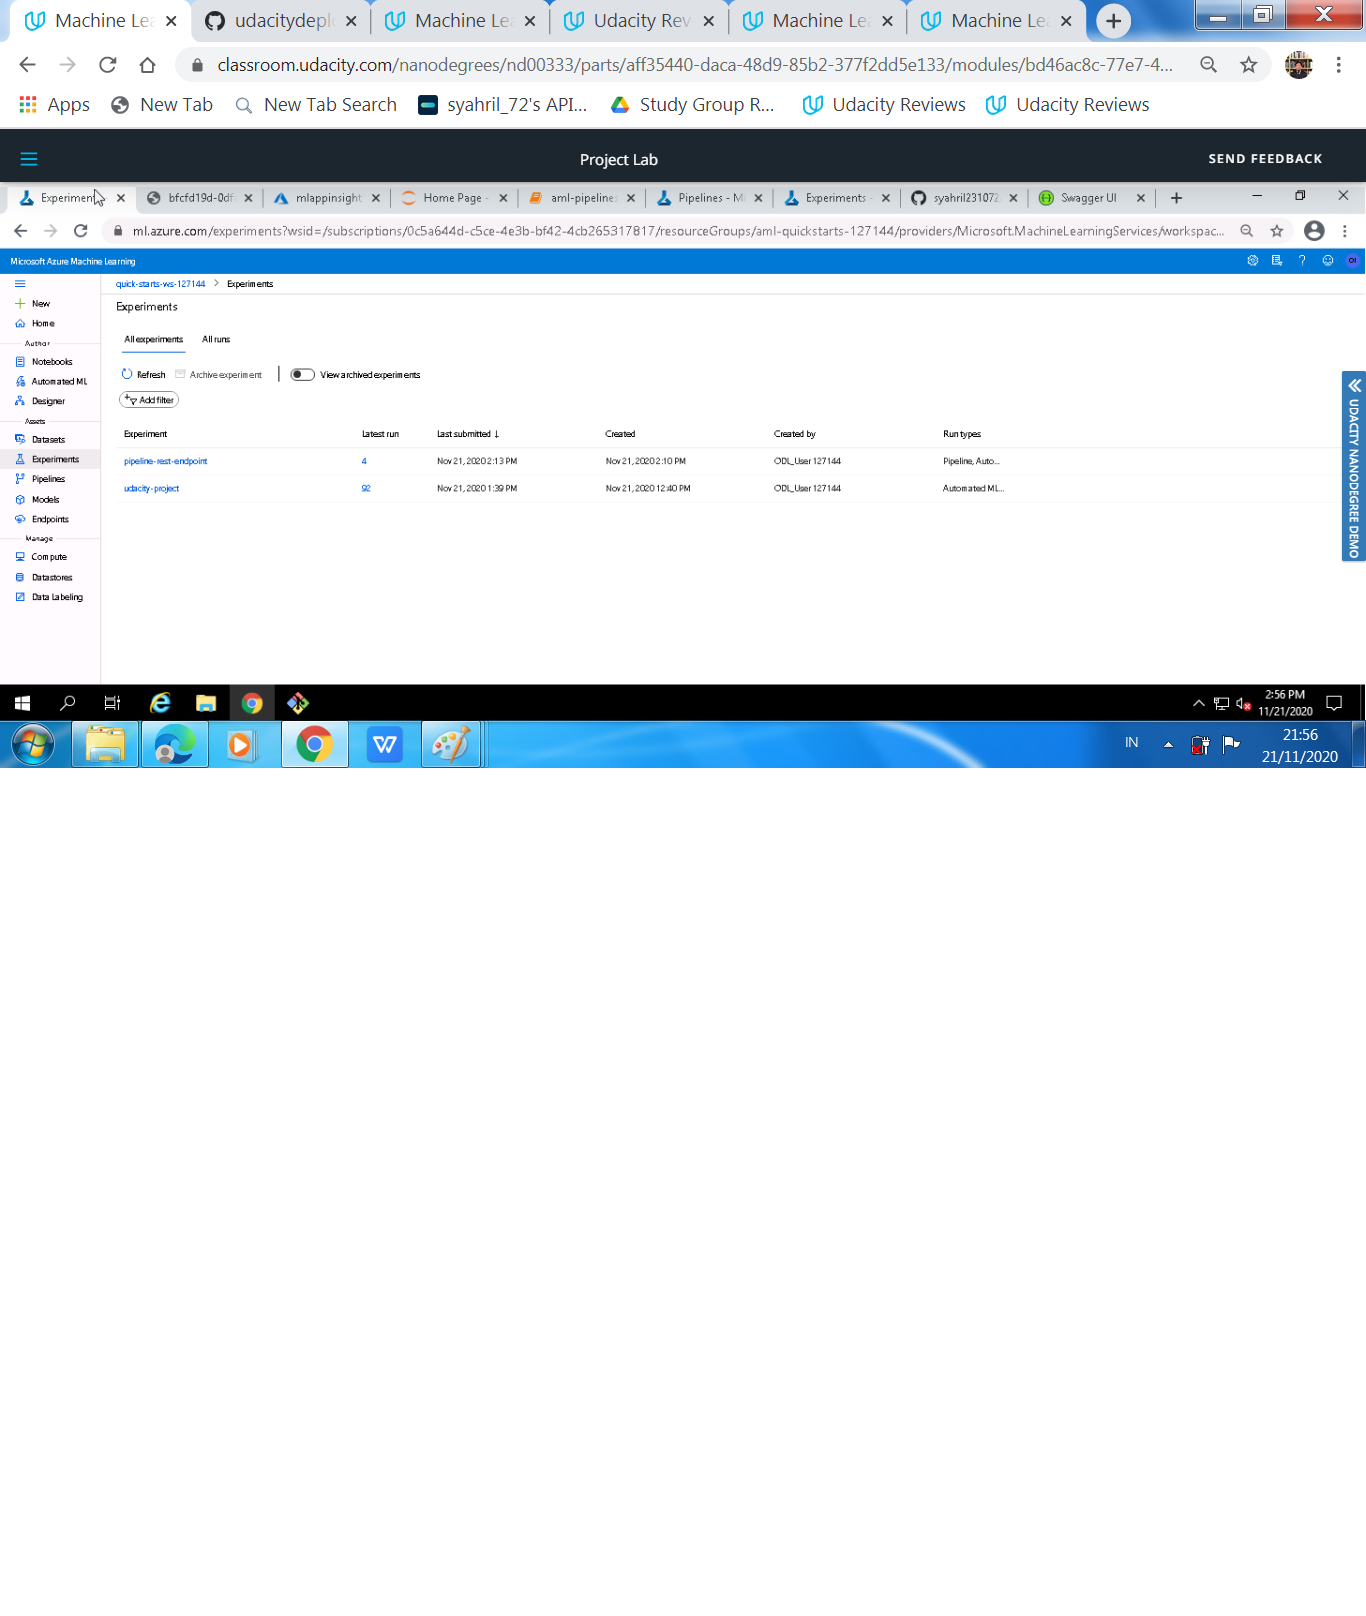 Machine Le udacitydepl Machine Le Udacity Rev Machine Le Machine Le
classroom.udacity.com/nanodegrees/nd00333/parts/aff35440-daca-48d9-85b2-377f2dd5e133/modules/bd46ac8c-77e7-4...
Apps New Tab New Tab Search syahril_72's API... Study Group R... Udacity Reviews Udacity Reviews
Project Lab SEND FEEDBACK
Experiment bfcfd19d-0df mlappinsight Home Page - aml-pipeline Pipelines - Mi Experiments - syahril231072 Swagger UI
ml.azure.com/experiments?wsid=/subscriptions/0c5a644d-c5ce-4e3b-bf42-4cb265317817/resourceGroups/aml-quickstarts-127144/providers/Microsoft.MachineLearningServices/workspac...
Microsoft Azure Machine Learning OI
quick-starts-ws-127144 > Experiments
New
Experiments
Home
Author
All experiments All runs
Notebooks
Automated ML
Refresh Archive experiment View archived experiments
Designer
Add filter
Assets
Datasets
Experiment Latest run Last submitted ↓ Created Created by Run types
Experiments
pipeline-rest-endpoint 4 Nov 21, 2020 2:13 PM Nov 21, 2020 2:10 PM ODL_User 127144 Pipeline, Auto...
Pipelines
udacity-project 92 Nov 21, 2020 1:39 PM Nov 21, 2020 12:40 PM ODL_User 127144 Automated ML...
Models
Endpoints
Manage
Compute
Datastores
Data Labeling
UDACITY NANODEGREE DEMO
2:56 PM
11/21/2020
IN
21:56
21/11/2020